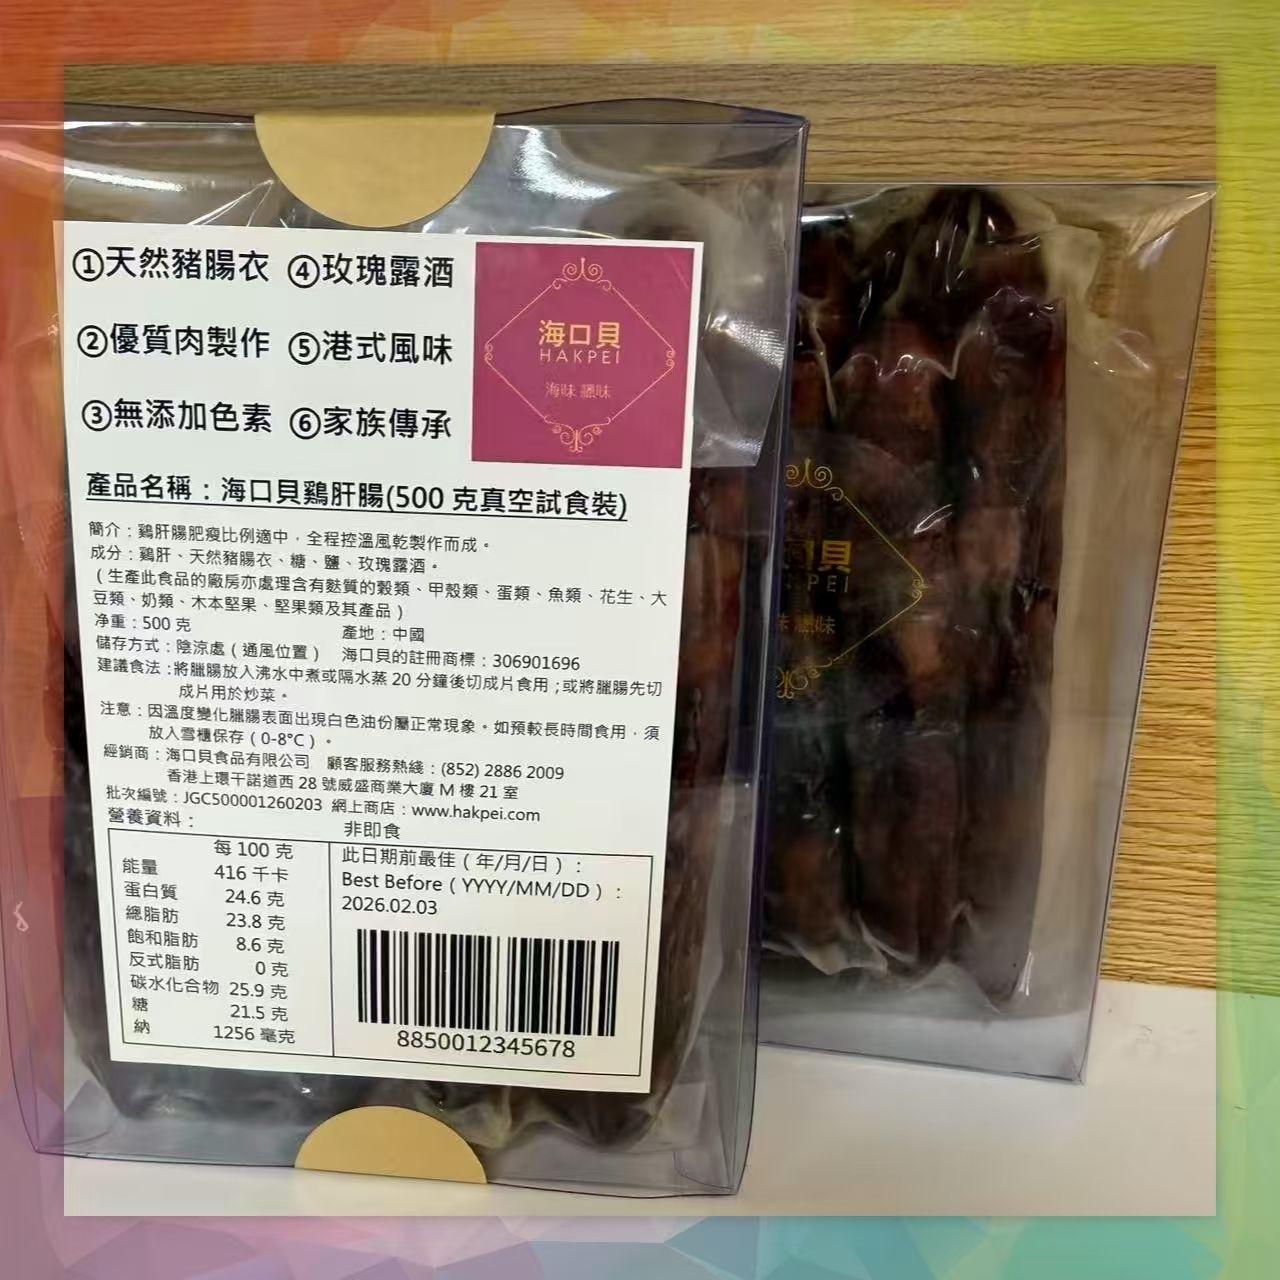 ①天然豬腸衣 ④玫瑰露酒
②優質肉製作 ⑤港式風味
③無添加色素 ⑥家族傳承
海口貝
HAKPEI
海味 臘味
產品名稱：海口貝鷄肝腸(500 克真空試食裝)
簡介：鷄肝腸肥瘦比例適中，全程控溫風乾製作而成。
成分：鷄肝、天然豬腸衣、糖、鹽、玫瑰露酒。
（生產此食品的廠房亦處理含有麩質的穀類、甲殼類、蛋類、魚類、花生、大
豆類、奶類、木本堅果、堅果類及其產品）
净重：500 克 產地：中國
儲存方式：陰涼處（通風位置） 海口貝的註冊商標：306901696
建議食法：將臘腸放入沸水中煮或隔水蒸 20 分鐘後切成片食用；或將臘腸先切
成片用於炒菜。
注意：因溫度變化臘腸表面出現白色油份屬正常現象。如預較長時間食用，須
放入雪櫃保存（0-8°C）。
經銷商：海口貝食品有限公司 顧客服務熱綫：(852) 2886 2009
香港上環干諾道西 28 號威盛商業大廈 M 樓 21 室
批次編號：JGC500001260203 網上商店：www.hakpei.com
營養資料： 非即食
每 100 克
能量 416 千卡
蛋白質 24.6 克
總脂肪 23.8 克
飽和脂肪 8.6 克
反式脂肪 0 克
碳水化合物 25.9 克
糖 21.5 克
納 1256 毫克
此日期前最佳（年/月/日）：
Best Before（YYYY/MM/DD）：
2026.02.03
8850012345678
貝
PEI
味 臘味